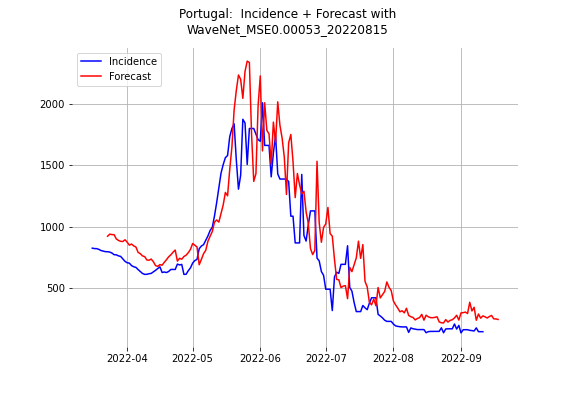 Portugal:  Incidence + Forecast with
WaveNet_MSE0.00053_20220815
Incidence
Forecast
2000
1500
1000
500
2022-04
2022-05
2022-06
2022-07
2022-08
2022-09